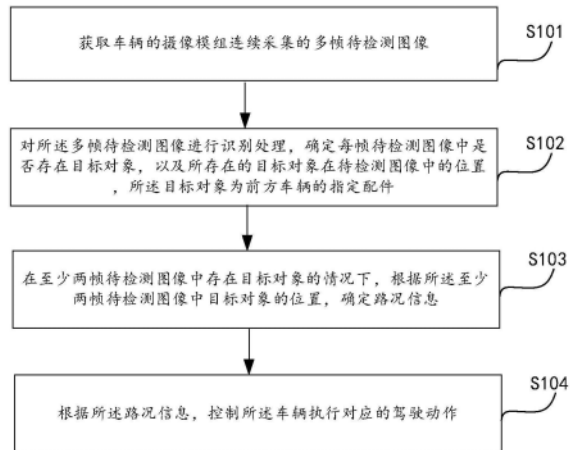 获取车辆的摄像模组连续采集的多帧待检测图像
S101
对所述多帧待检测图像进行识别处理，确定每帧待检测图像中是
否存在目标对象，以及所存在的目标对象在待检测图像中的位置
，所述目标对象为前方车辆的指定配件
S102
在至少两帧待检测图像中存在目标对象的情况下，根据所述至少
两帧待检测图像中目标对象的位置，确定路况信息
S103
根据所述路况信息，控制所述车辆执行对应的驾驶动作
S104